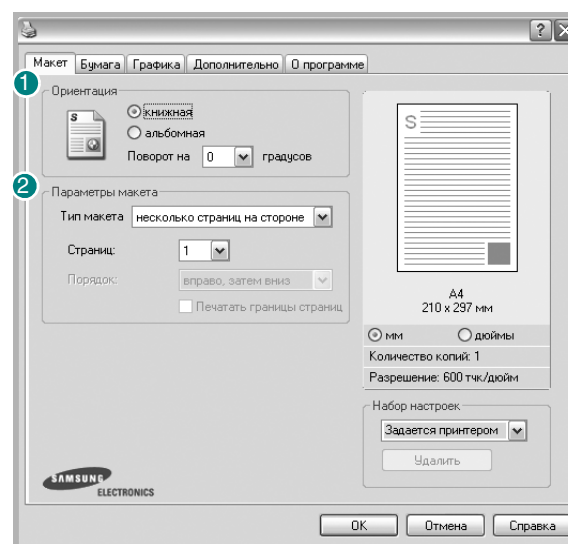 Макет Бумага Графика Дополнительно О программе
1
Ориентация
S
книжная
альбомная
Поворот на 0 градусов
2
Параметры макета
Тип макета несколько страниц на стороне
Страниц: 1
Порядок: вправо, затем вниз
Печатать границы страниц
S
A4
210 x 297 мм
мм дюймы
Количество копий: 1
Разрешение: 600 тчк/дюйм
Набор настроек
Задается принтером
Удалить
SAMSUNG
ELECTRONICS
OK Отмена Справка